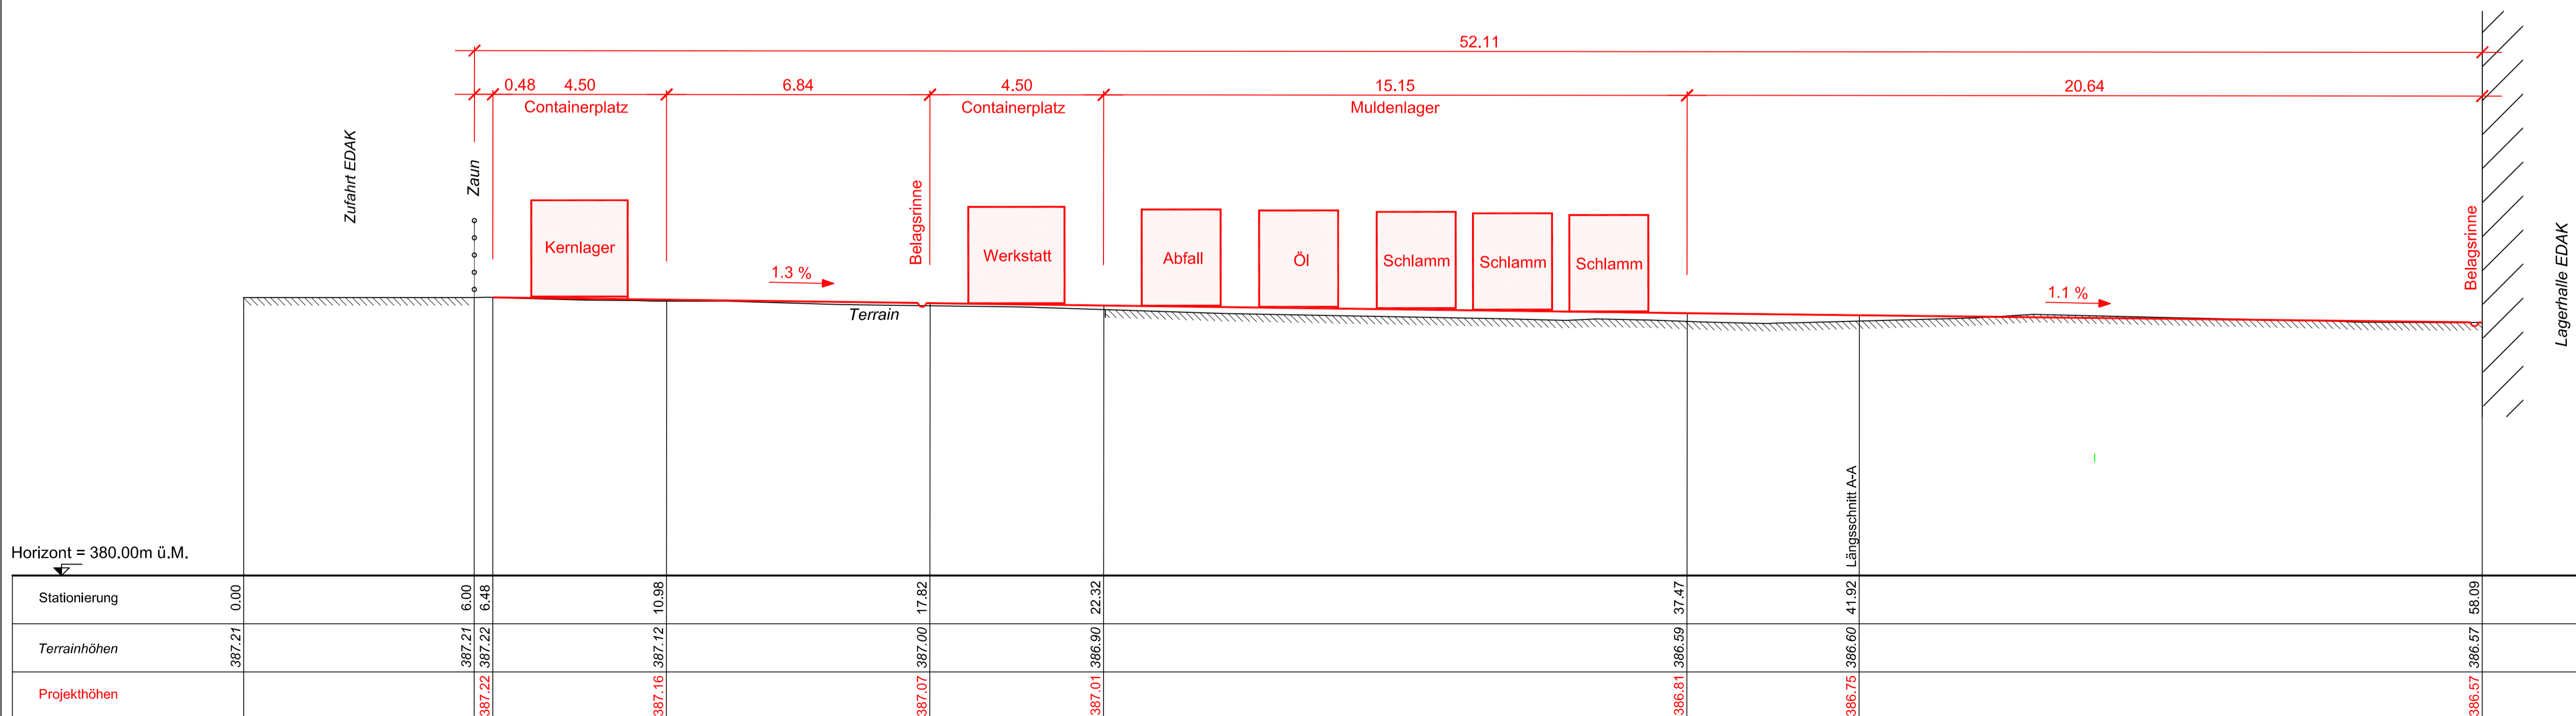 52.11
0.48 4.50 6.84 4.50 15.15 20.64
Containerplatz Containerplatz Muldenlager
Zufahrt EDAK
Zaun
Belagsrinne
Belagsrinne
Lagerhalle EDAK
Kernlager
Werkstatt
Abfall
Öl
Schlamm
Schlamm
Schlamm
1.3 %
1.1 %
Terrain
Längsschnitt A-A
Horizont = 380.00m ü.M.
Stationierung 0.00 6.00 6.48 10.98 17.82 22.32 37.47 41.92 58.09
Terrainhöhen 387.21 387.21 387.22 387.12 387.00 386.90 386.59 386.60 386.57
Projekthöhen 387.22 387.16 387.07 387.01 386.81 386.75 386.57